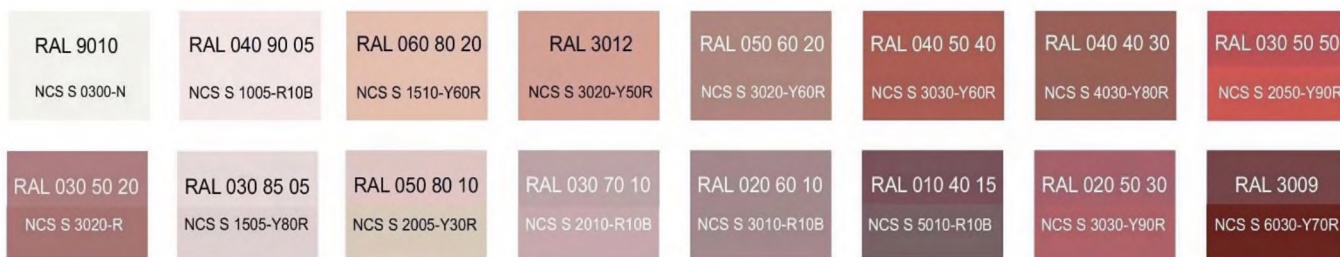 RAL 9010
NCS S 0300-N
RAL 040 90 05
NCS S 1005-R10B
RAL 060 80 20
NCS S 1510-Y60R
RAL 3012
NCS S 3020-Y50R
RAL 050 60 20
NCS S 3020-Y60R
RAL 040 50 40
NCS S 3030-Y60R
RAL 040 40 30
NCS S 4030-Y80R
RAL 030 50 50
NCS S 2050-Y90R
RAL 030 50 20
NCS S 3020-R
RAL 030 85 05
NCS S 1505-Y80R
RAL 050 80 10
NCS S 2005-Y30R
RAL 030 70 10
NCS S 2010-R10B
RAL 020 60 10
NCS S 3010-R10B
RAL 010 40 15
NCS S 5010-R10B
RAL 020 50 30
NCS S 3030-Y90R
RAL 3009
NCS S 6030-Y70R